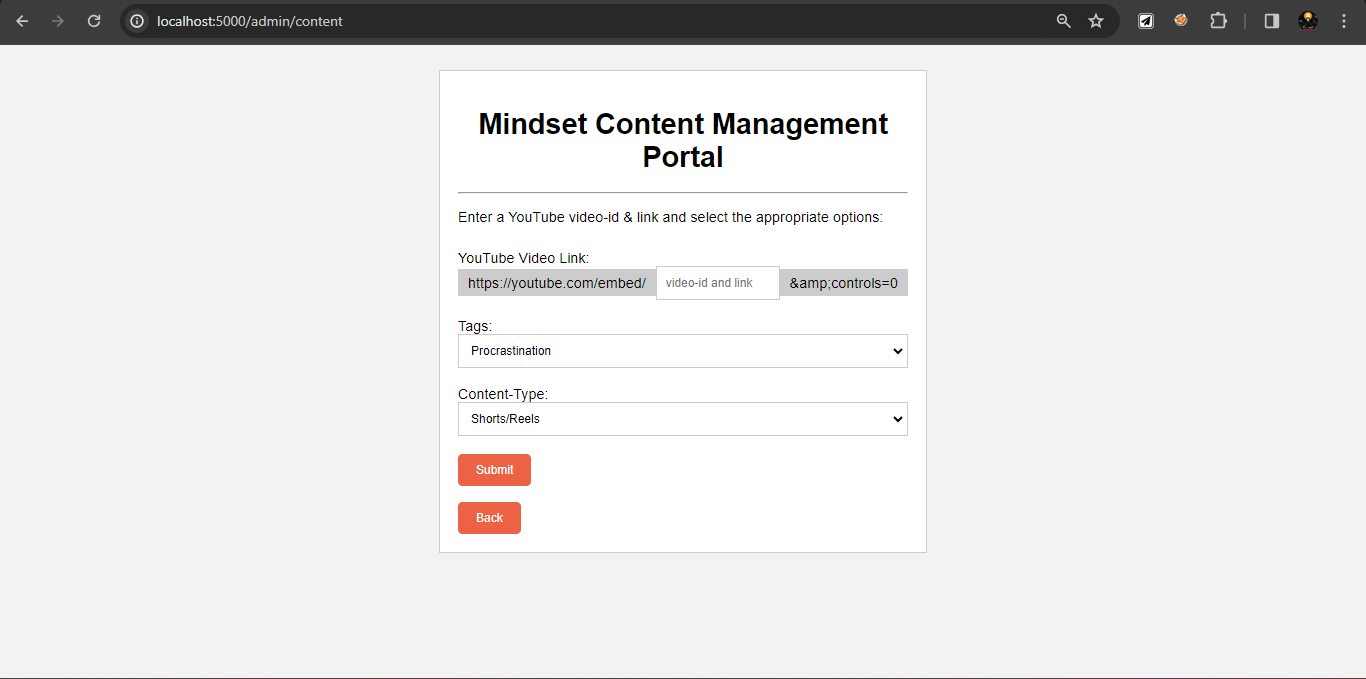 localhost:5000/admin/content
Mindset Content Management
Portal
Enter a YouTube video-id & link and select the appropriate options:
YouTube Video Link:
https://youtube.com/embed/ video-id and link &amp;controls=0
Tags:
Procrastination
Content-Type:
Shorts/Reels
Submit
Back